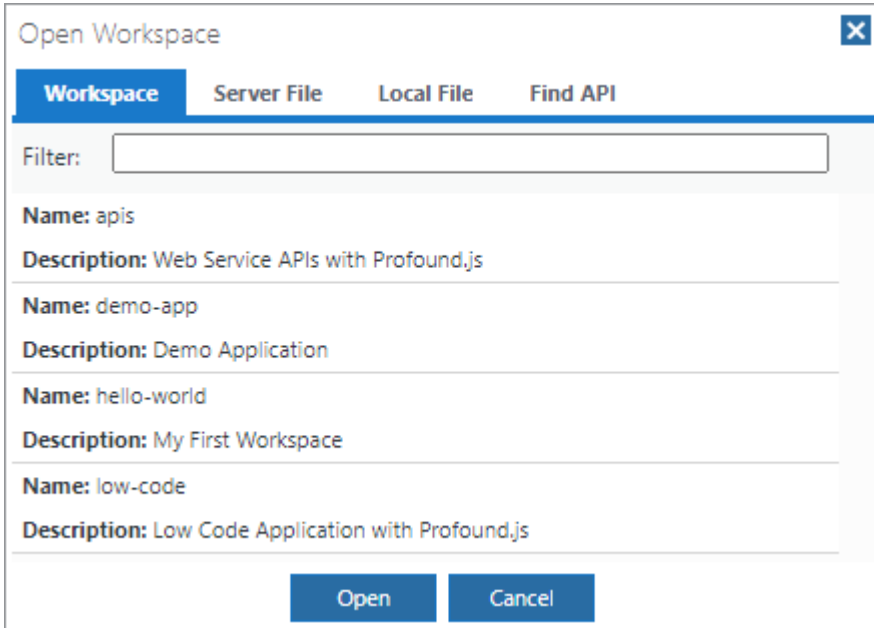 Open Workspace
Workspace Server File Local File Find API
Filter:
Name: apis
Description: Web Service APIs with Profound.js
Name: demo-app
Description: Demo Application
Name: hello-world
Description: My First Workspace
Name: low-code
Description: Low Code Application with Profound.js
Open Cancel